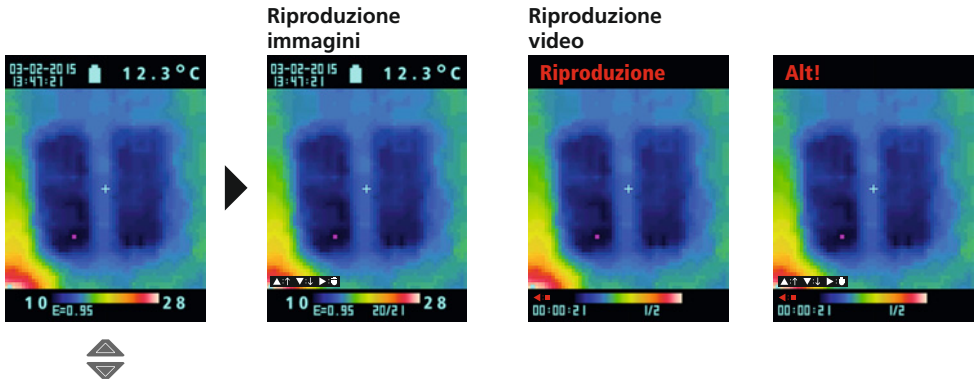 Riproduzione
immagini
Riproduzione
video
03-02-2015
13:47:21
12.3°C
10
E=0.95
28
03-02-2015
13:47:21
12.3°C
▲:↑ ▼:↓ ▶:
10
E=0.95
20/21
28
Riproduzione
00:00:21
1/2
Alt!
▲:↑ ▼:↓ ▶:
00:00:21
1/2